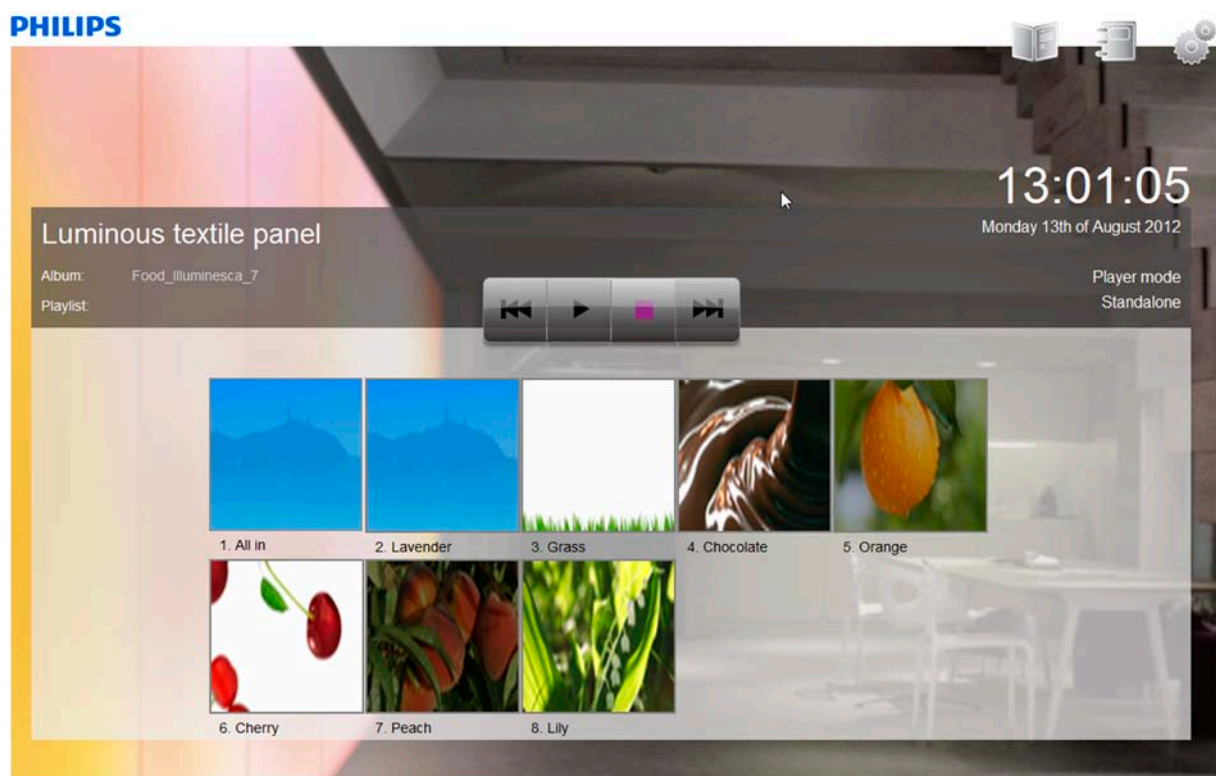 PHILIPS
13:01:05
Monday 13th of August 2012
Luminous textile panel
Album: Food_Illuminesca_7
Player mode
Playlist:
Standalone
1. All in
2. Lavender
3. Grass
4. Chocolate
5. Orange
6. Cherry
7. Peach
8. Lily